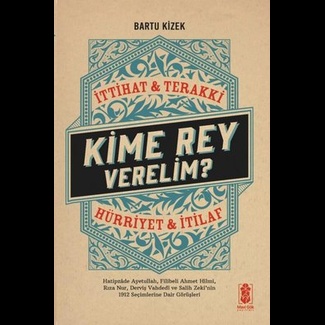 BARTU KİZEK
İTTİHAT & TERAKKİ
KİME REY
VERELİM?
HÜRRİYET & İTİLAF
Hatipzâde Ayetullah, Filibeli Ahmet Hilmi,
Rıza Nur, Derviş Vahdedî ve Salih Zeki'nin
1912 Seçimlerine Dair Görüşleri